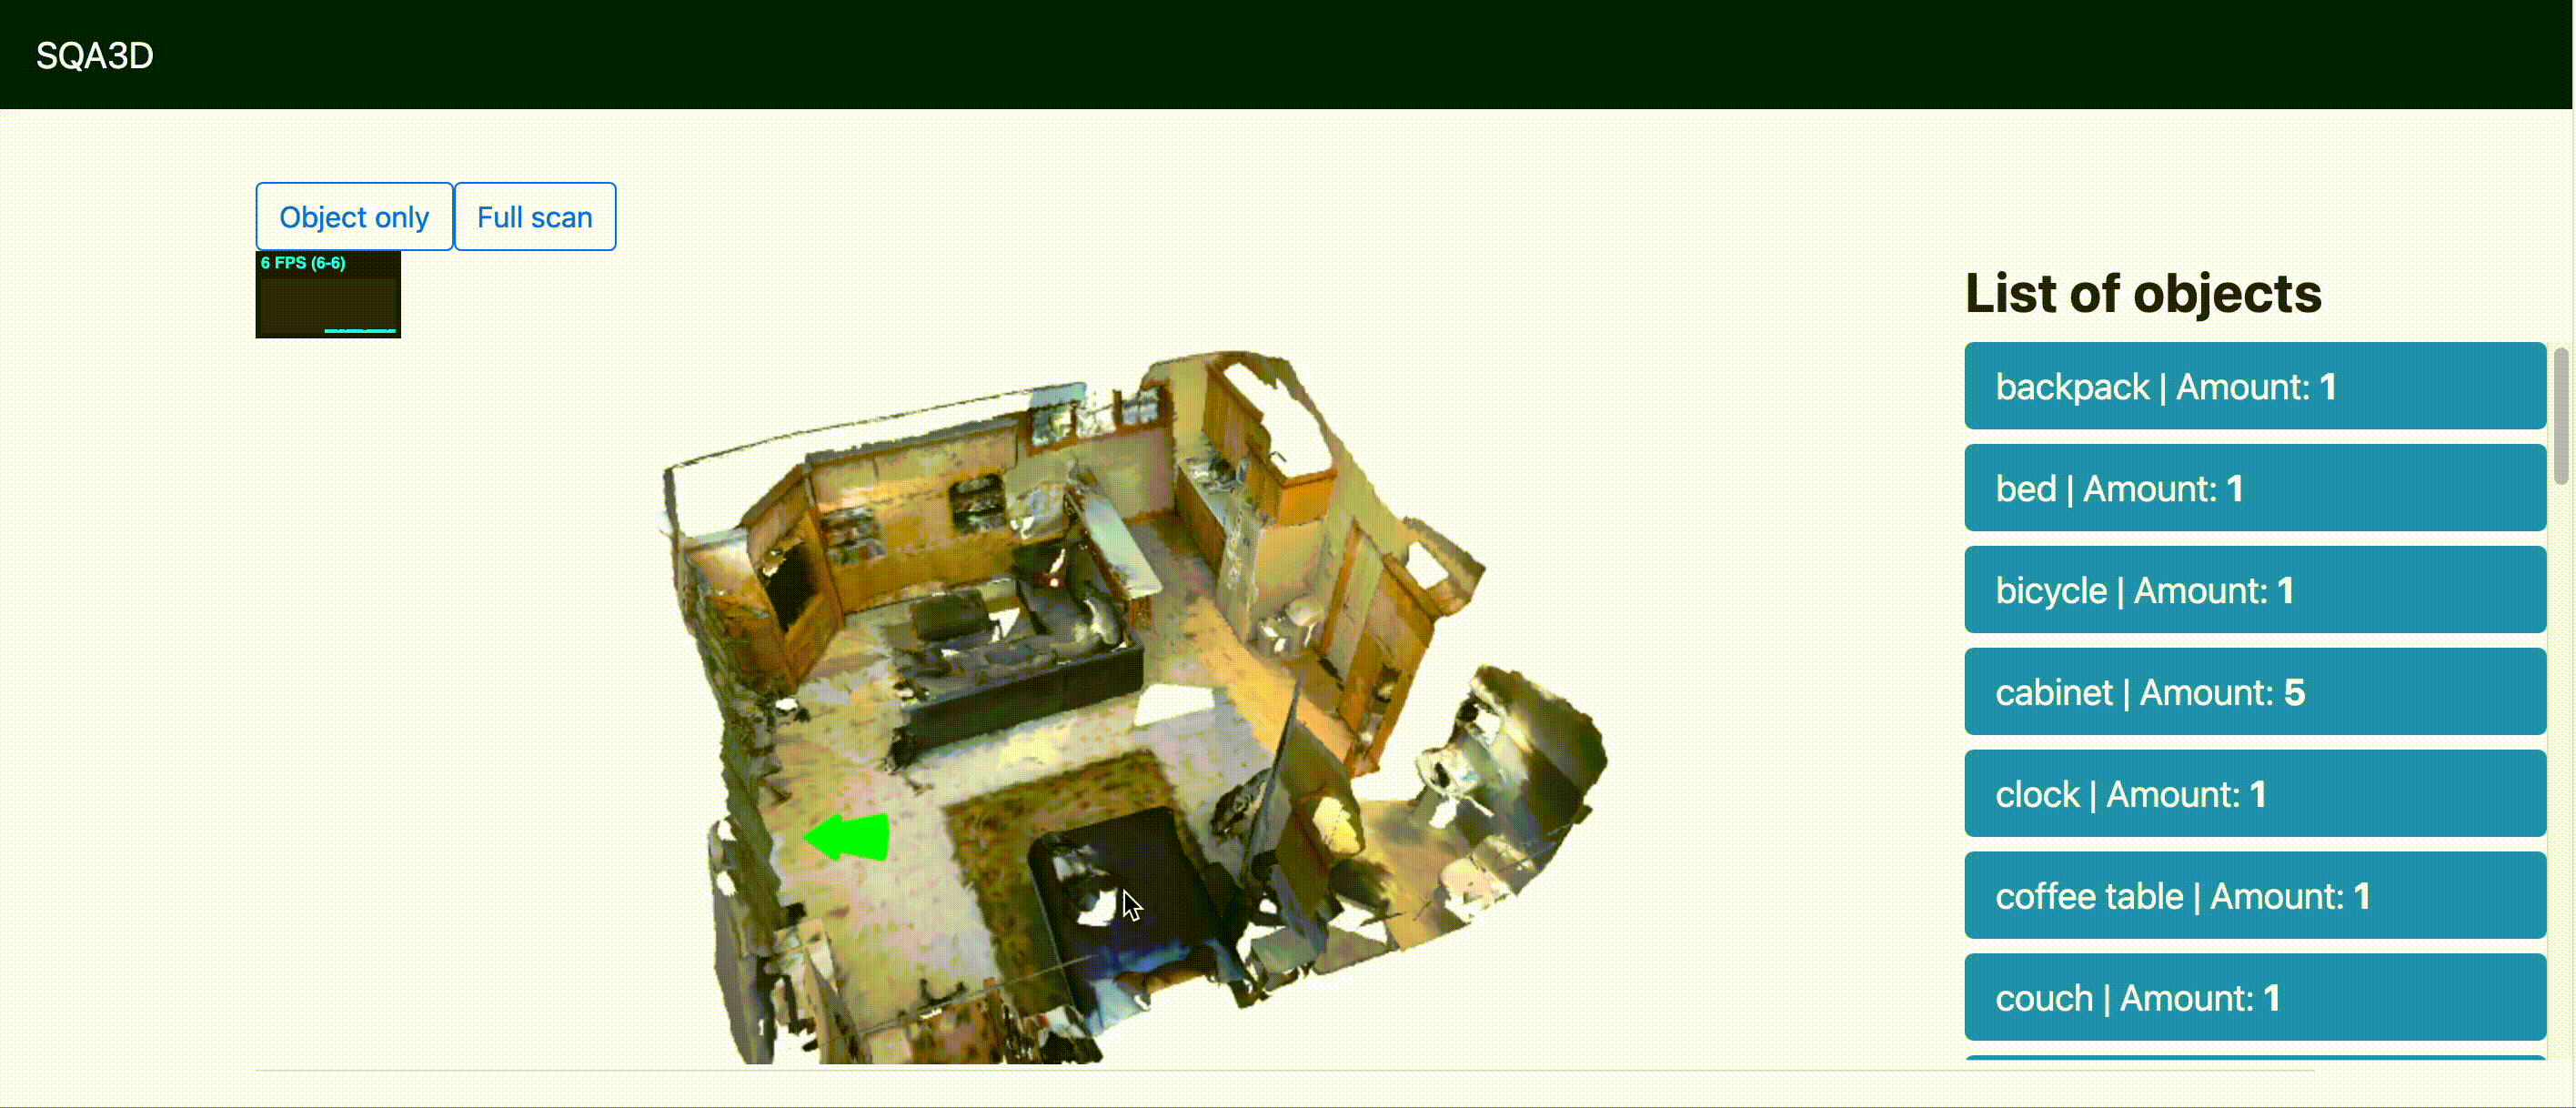 SQA3D
Object only
Full scan
6 FPS (6-6)
List of objects
backpack | Amount: 1
bed | Amount: 1
bicycle | Amount: 1
cabinet | Amount: 5
clock | Amount: 1
coffee table | Amount: 1
couch | Amount: 1